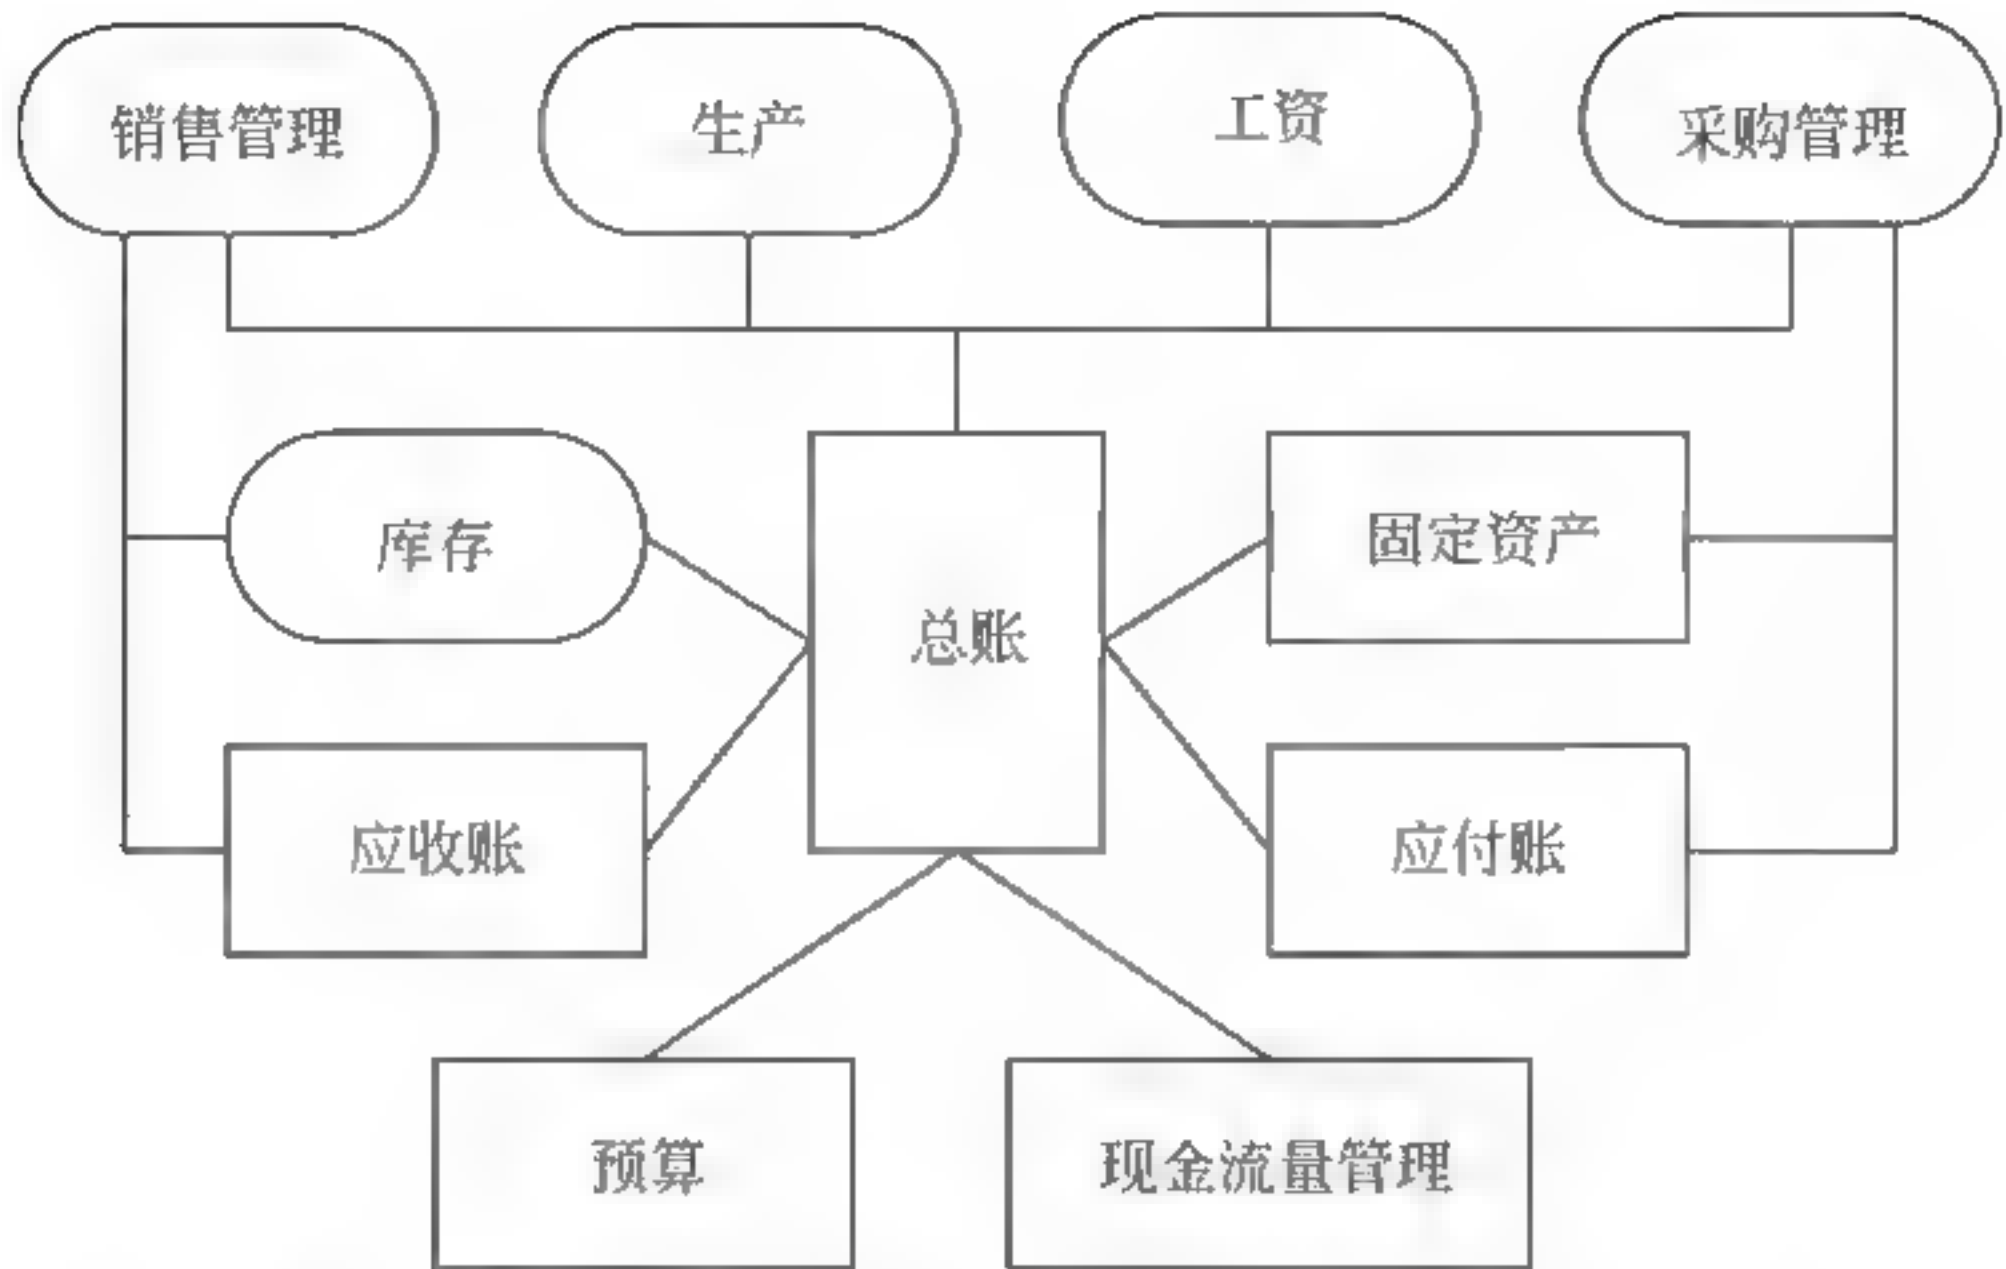 销售管理
生产
工资
采购管理
库存
总账
固定资产
应收账
应付账
预算
现金流量管理